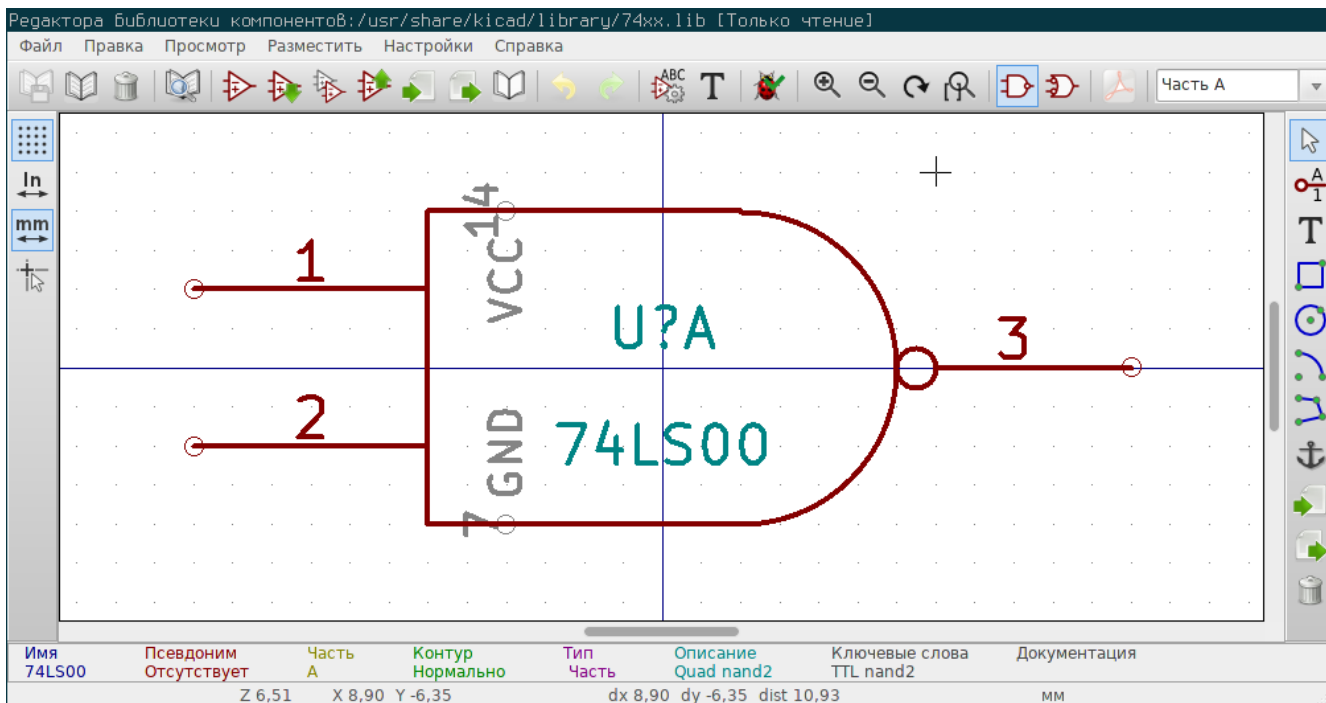 Редактора библиотеки компонентов:/usr/share/kicad/library/74xx.lib [Только чтение]
Файл Правка Просмотр Разместить Настройки Справка
ABC T Часть A
In
mm
A
1
T
14
VCC
1
2
U?A
3
74LS00
GND
7
Имя Псевдоним Часть Контур Тип Описание Ключевые слова Документация
74LS00 Отсутствует A Нормально Часть Quad nand2 TTL nand2
Z 6,51 X 8,90 Y -6,35 dx 8,90 dy -6,35 dist 10,93 мм